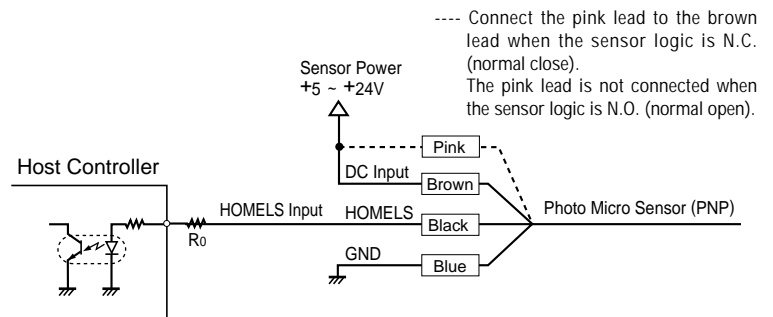 ---- Connect the pink lead to the brown
lead when the sensor logic is N.C.
(normal close).
The pink lead is not connected when
the sensor logic is N.O. (normal open).
Sensor Power
+5 ~ +24V
Host Controller
Pink
DC Input
Brown
HOMELS Input
HOMELS
Black
Photo Micro Sensor (PNP)
R0
GND
Blue